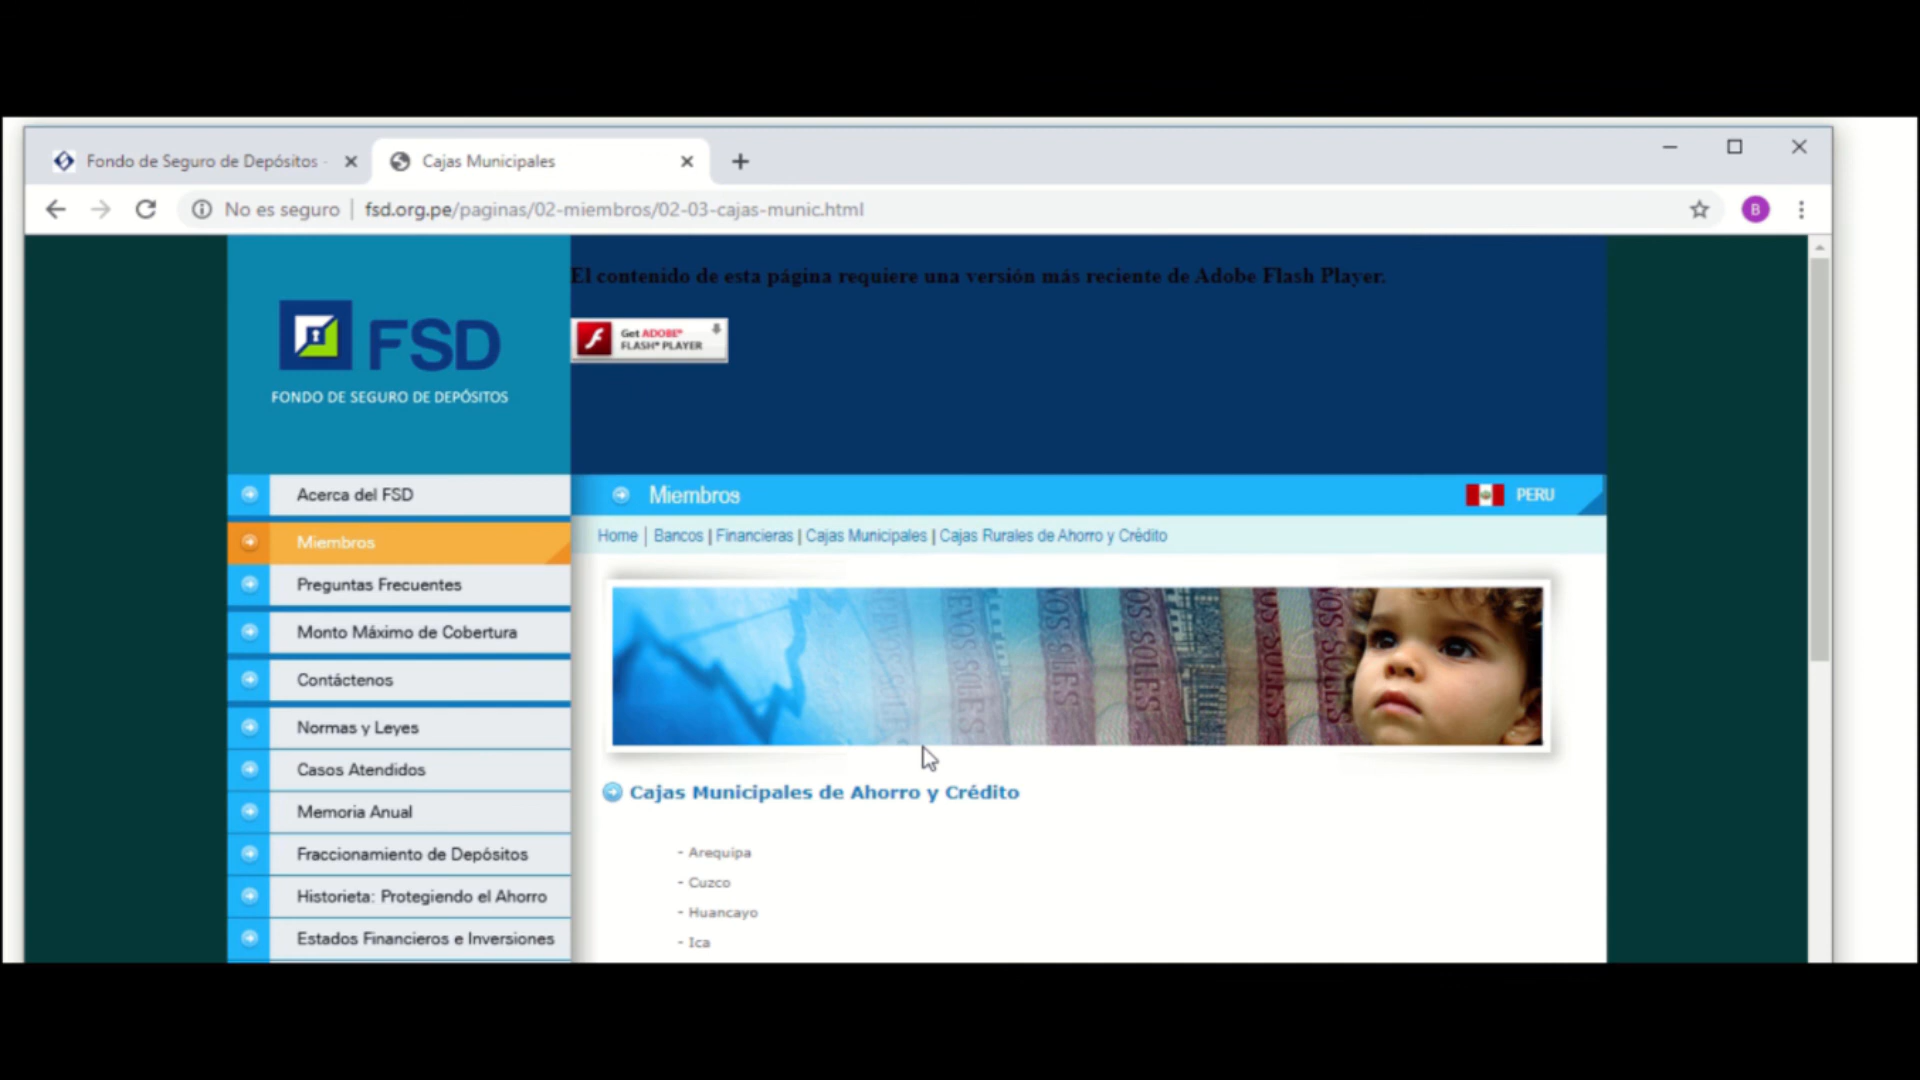 Fondo de Seguro de Depósitos -
Cajas Municipales
No es seguro | fsd.org.pe/paginas/02-miembros/02-03-cajas-munic.html
B
El contenido de esta página requiere una versión más reciente de Adobe Flash Player.
Get ADOBE®
FLASH® PLAYER
FSD
FONDO DE SEGURO DE DEPÓSITOS
Acerca del FSD
Miembros
Preguntas Frecuentes
Monto Máximo de Cobertura
Contáctenos
Normas y Leyes
Casos Atendidos
Memoria Anual
Fraccionamiento de Depósitos
Historieta: Protegiendo el Ahorro
Estados Financieros e Inversiones
Miembros
PERU
Home | Bancos | Financieras | Cajas Municipales | Cajas Rurales de Ahorro y Crédito
EVOS SOLES
OS SOLES
Cajas Municipales de Ahorro y Crédito
- Arequipa
- Cuzco
- Huancayo
- Ica